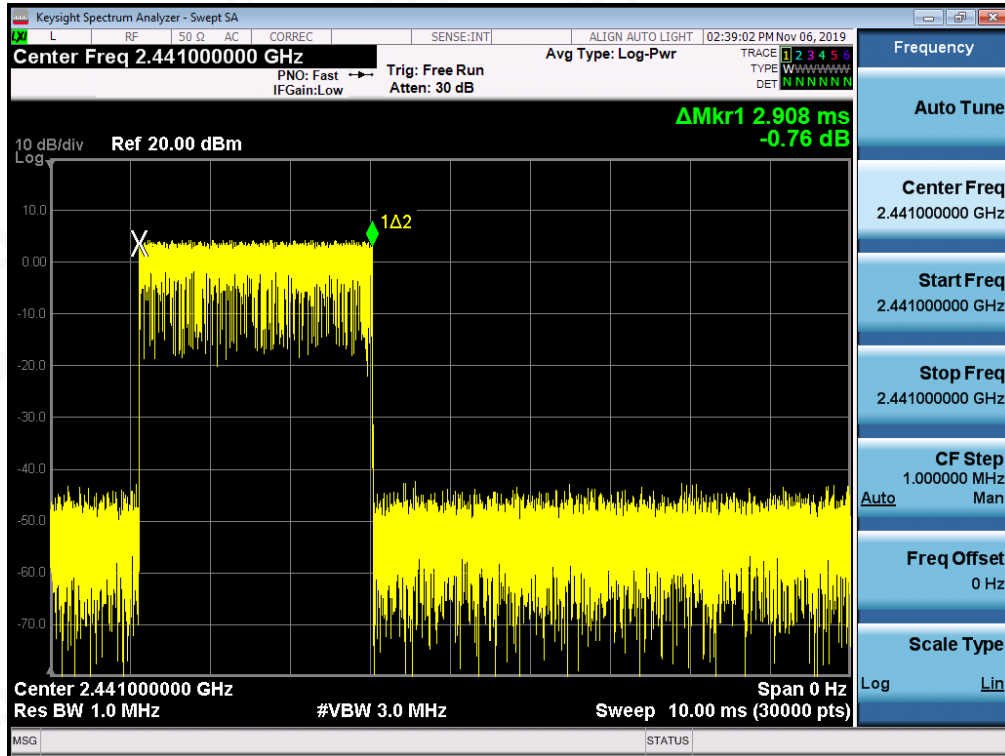 Keysight Spectrum Analyzer - Swept SA
LXI L RF 50 Ω AC CORREC SENSE:INT ALIGN AUTO LIGHT 02:39:02 PM Nov 06, 2019
Center Freq 2.441000000 GHz
PNO: Fast
IFGain:Low
Trig: Free Run
Atten: 30 dB
Avg Type: Log-Pwr
TRACE 1 2 3 4 5 6
TYPE WWWWWW
DET N N N N N N
ΔMkr1 2.908 ms
-0.76 dB
10 dB/div Ref 20.00 dBm
Log
1Δ2
10.0
0.00
-10.0
-20.0
-30.0
-40.0
-50.0
-60.0
-70.0
Center 2.441000000 GHz Span 0 Hz
Res BW 1.0 MHz #VBW 3.0 MHz Sweep 10.00 ms (30000 pts)
MSG STATUS
Frequency
Auto Tune
Center Freq
2.441000000 GHz
Start Freq
2.441000000 GHz
Stop Freq
2.441000000 GHz
CF Step
1.000000 MHz
Auto Man
Freq Offset
0 Hz
Scale Type
Log Lin